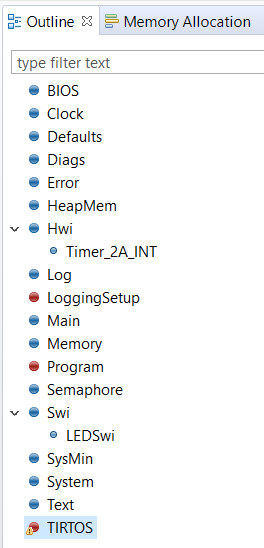 Outline Memory Allocation
type filter text
BIOS
Clock
Defaults
Diags
Error
HeapMem
Hwi
Timer_2A_INT
Log
LoggingSetup
Main
Memory
Program
Semaphore
Swi
LEDSwi
SysMin
System
Text
TIRTOS